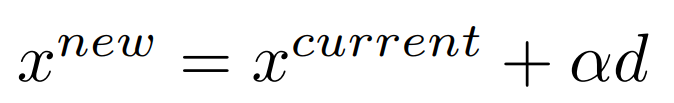 x^{new} = x^{current} + αd